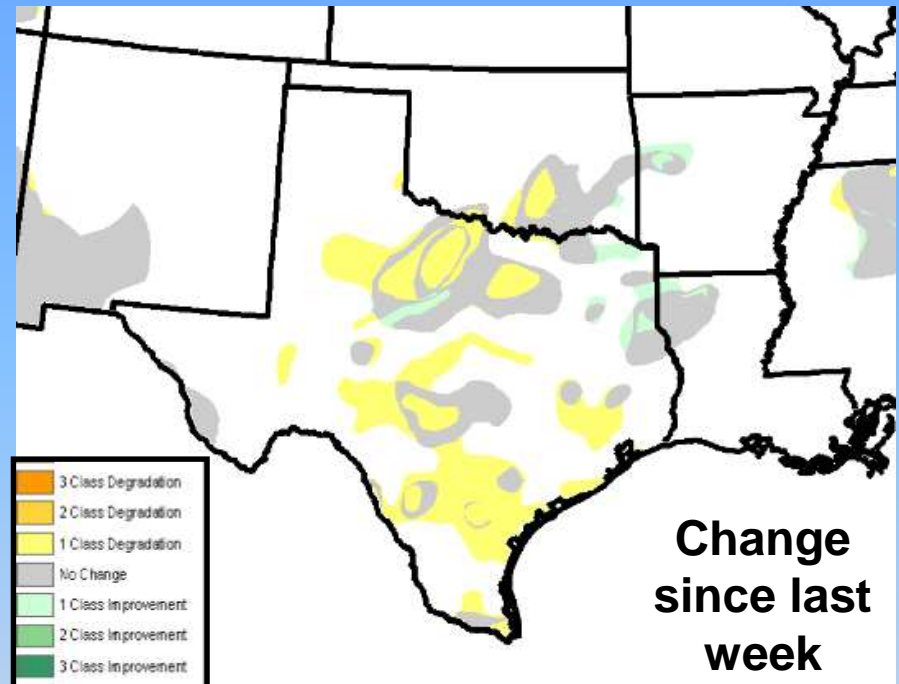 3 Class Degradation
2 Class Degradation
1 Class Degradation
No Change
1 Class Improvement
2 Class Improvement
3 Class Improvement
Change
since last
week